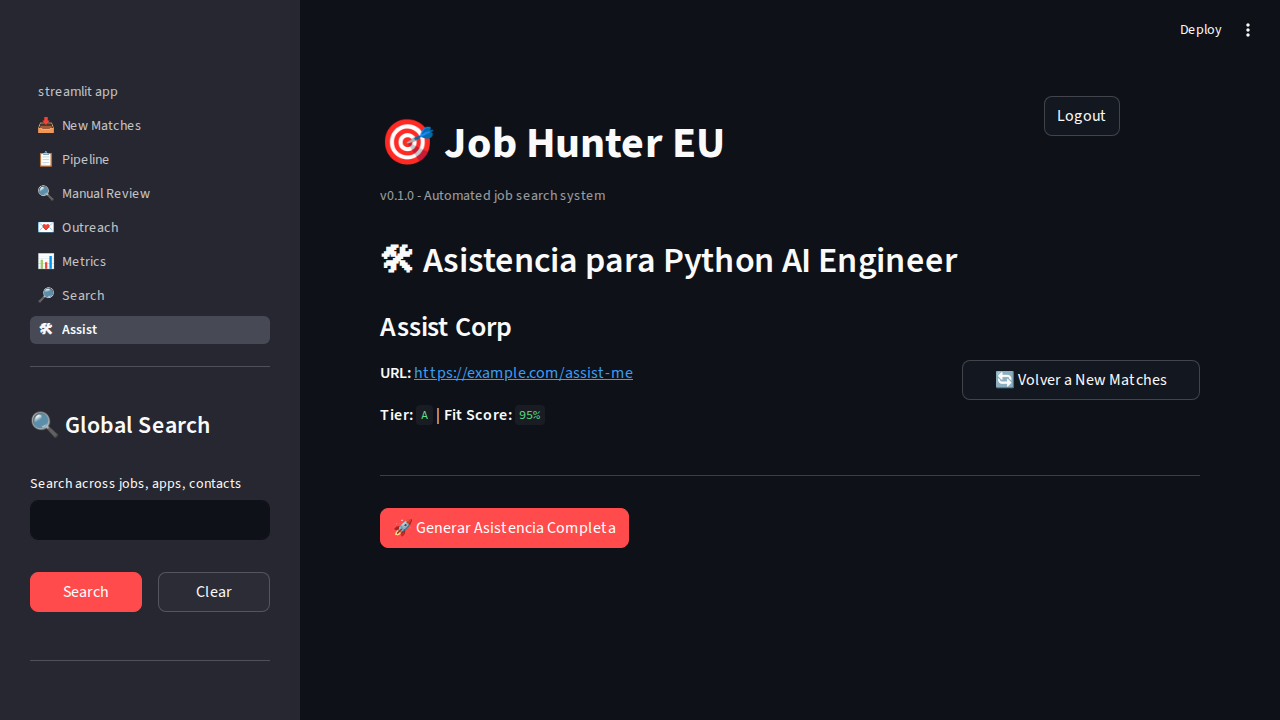 Deploy
streamlit app
New Matches
Pipeline
Manual Review
Outreach
Metrics
Search
Assist
Global Search
Search across jobs, apps, contacts
Search
Clear
Logout
Job Hunter EU
v0.1.0 - Automated job search system
Asistencia para Python AI Engineer
Assist Corp
URL: https://example.com/assist-me
Volver a New Matches
Tier: A | Fit Score: 95%
Generar Asistencia Completa